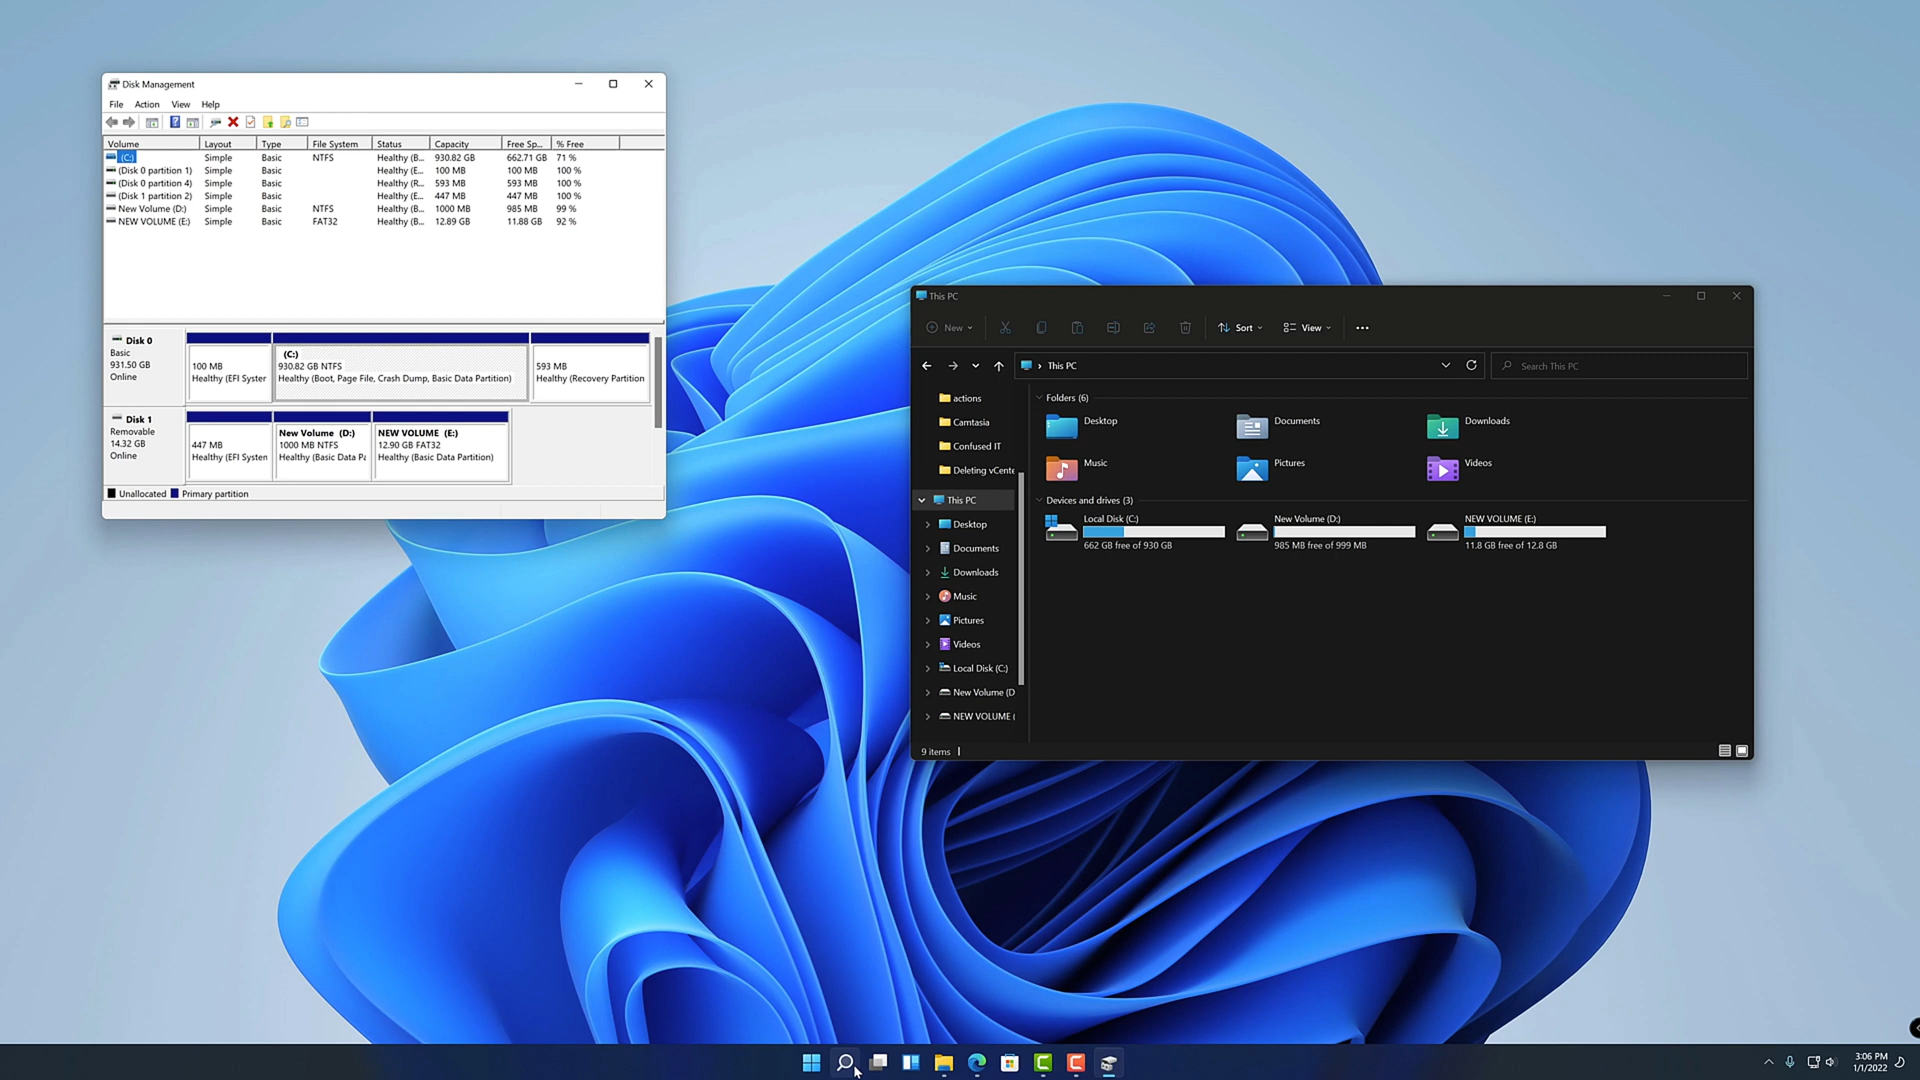 Disk Management
File Action View Help
Volume Layout Type File System Status Capacity Free Sp... % Free
(C:) Simple Basic NTFS Healthy (B... 930.82 GB 662.71 GB 71 %
(Disk 0 partition 1) Simple Basic Healthy (E... 100 MB 100 MB 100 %
(Disk 0 partition 4) Simple Basic Healthy (R... 593 MB 593 MB 100 %
(Disk 1 partition 2) Simple Basic Healthy (E... 447 MB 447 MB 100 %
New Volume (D:) Simple Basic NTFS Healthy (B... 1000 MB 985 MB 99 %
NEW VOLUME (E:) Simple Basic FAT32 Healthy (B... 12.89 GB 11.88 GB 92 %
Disk 0
Basic
931.50 GB
Online
100 MB
Healthy (EFI Syster
(C:)
930.82 GB NTFS
Healthy (Boot, Page File, Crash Dump, Basic Data Partition)
593 MB
Healthy (Recovery Partition
Disk 1
Removable
14.32 GB
Online
447 MB
Healthy (EFI Systen
New Volume (D:)
1000 MB NTFS
Healthy (Basic Data Pa
NEW VOLUME (E:)
12.90 GB FAT32
Healthy (Basic Data Partition)
Unallocated Primary partition
This PC
New Sort View
This PC
Search This PC
actions
Camtasia
Confused IT
Deleting vCente
This PC
Desktop
Documents
Downloads
Music
Pictures
Videos
Local Disk (C:)
New Volume (D
NEW VOLUME (
Folders (6)
Desktop Documents Downloads
Music Pictures Videos
Devices and drives (3)
Local Disk (C:)
662 GB free of 930 GB
New Volume (D:)
985 MB free of 999 MB
NEW VOLUME (E:)
11.8 GB free of 12.8 GB
9 items
3:06 PM
1/1/2022